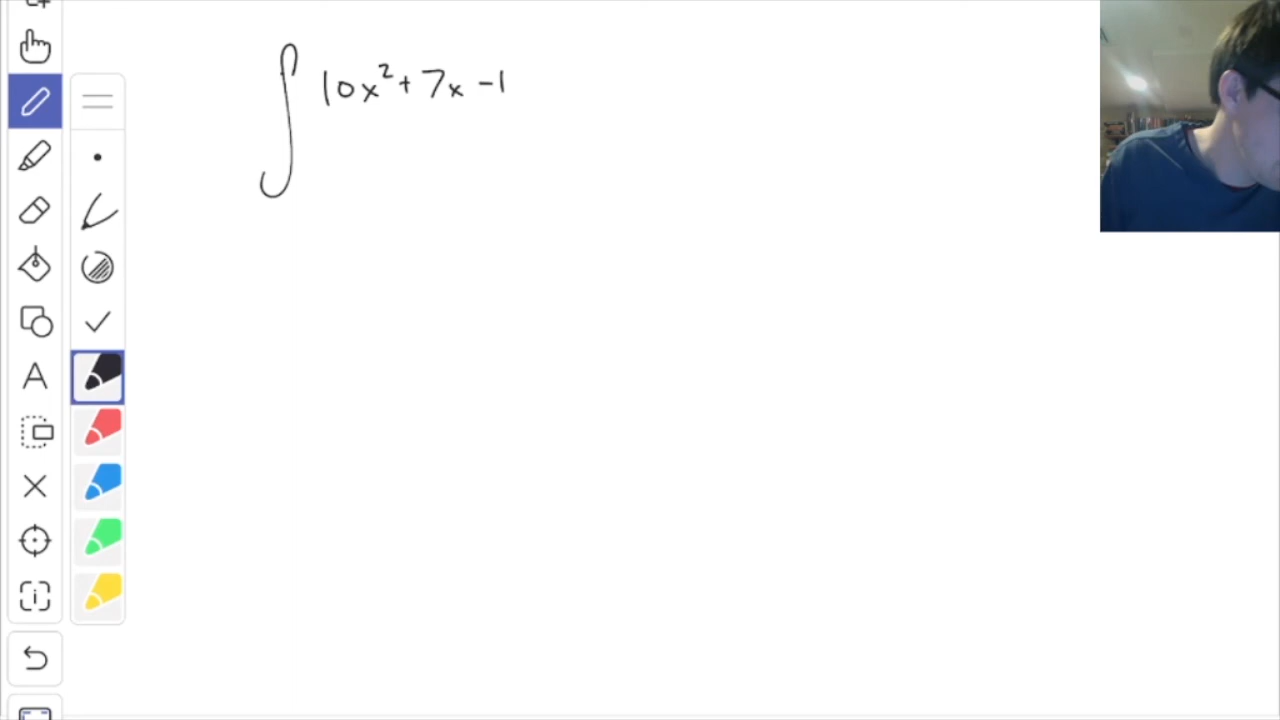 ∫ 10x² + 7x - 1